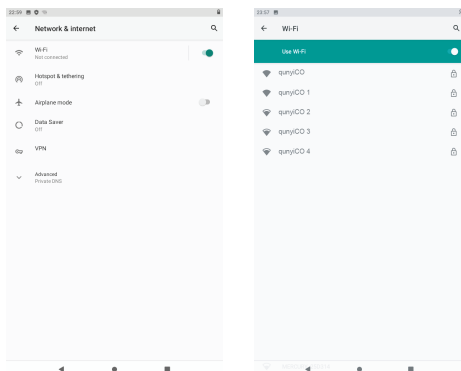 22:59
Network & internet
Wi-Fi
Not connected
Hotspot & tethering
Off
Airplane mode
Data Saver
Off
VPN
Advanced
Private DNS
22:57
Wi-Fi
Use Wi-Fi
qunyiCO
qunyiCO 1
qunyiCO 2
qunyiCO 3
qunyiCO 4